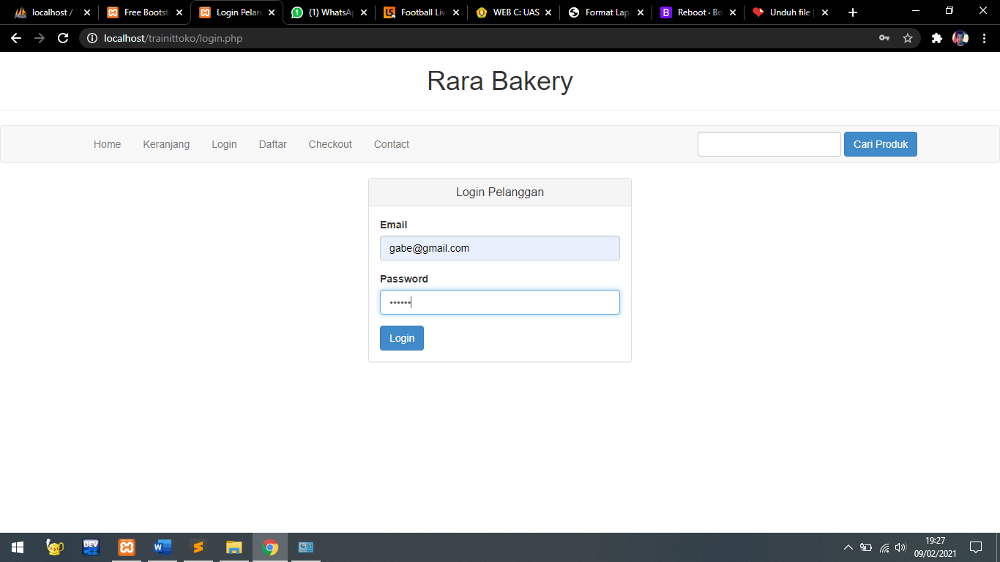 localhost / Free Bootst Login Pelan (1) WhatsA Football Liv WEB C: UAS Format Lap Reboot · Bo Unduh file |
localhost/trainittoko/login.php
Rara Bakery
Home Keranjang Login Daftar Checkout Contact Cari Produk
Login Pelanggan
Email
gabe@gmail.com
Password
••••••
Login
19:27
09/02/2021